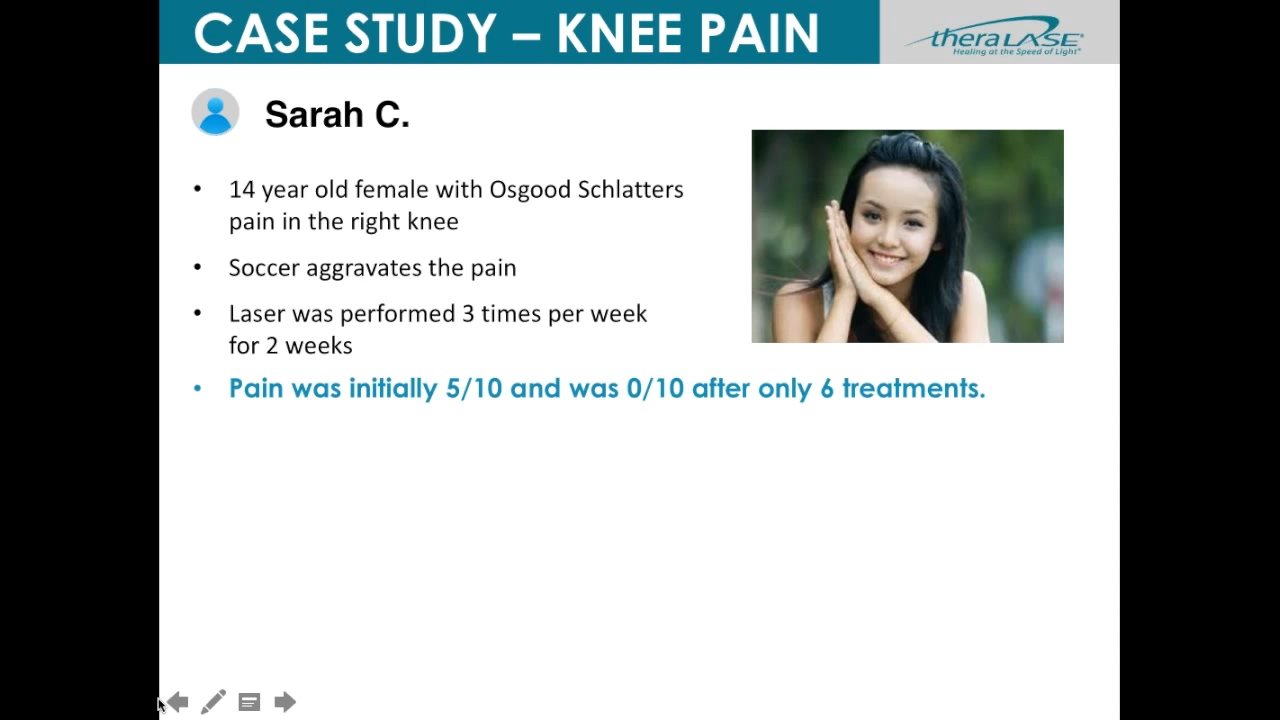 CASE STUDY – KNEE PAIN
theraLASE®
Healing at the Speed of Light®
Sarah C.
• 14 year old female with Osgood Schlatters
pain in the right knee
• Soccer aggravates the pain
• Laser was performed 3 times per week
for 2 weeks
• Pain was initially 5/10 and was 0/10 after only 6 treatments.